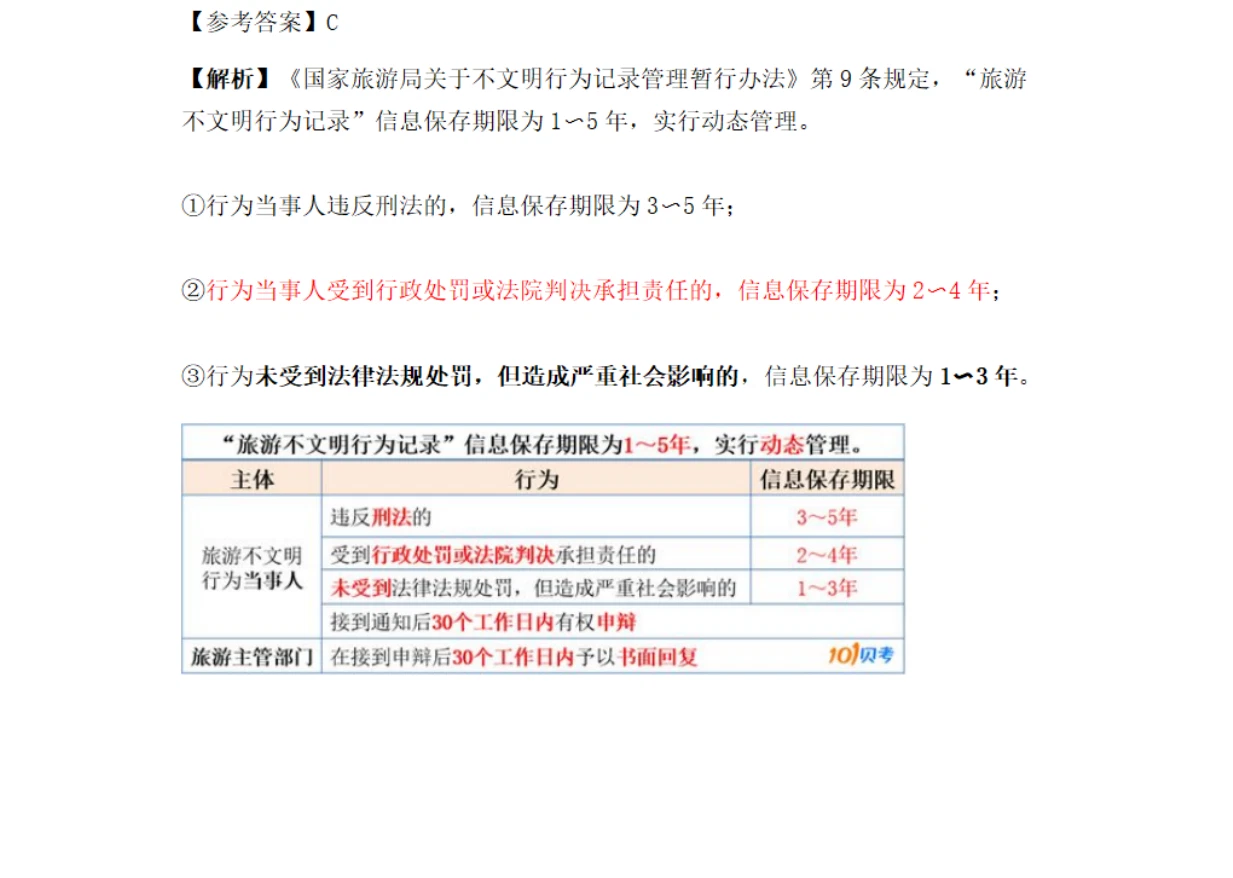 【参考答案】C
【解析】《国家旅游局关于不文明行为记录管理暂行办法》第 9 条规定，“旅游
不文明行为记录”信息保存期限为 1∽5 年，实行动态管理。
①行为当事人违反刑法的，信息保存期限为 3∽5 年；
②行为当事人受到行政处罚或法院判决承担责任的，信息保存期限为 2∽4 年；
③行为未受到法律法规处罚，但造成严重社会影响的，信息保存期限为 1∽3 年。
“旅游不文明行为记录”信息保存期限为1～5年，实行动态管理。
主体 行为 信息保存期限
旅游不文明
行为当事人
违反刑法的 3～5年
受到行政处罚或法院判决承担责任的 2～4年
未受到法律法规处罚，但造成严重社会影响的 1～3年
接到通知后30个工作日内有权申辩
旅游主管部门 在接到申辩后30个工作日内予以书面回复
101贝考